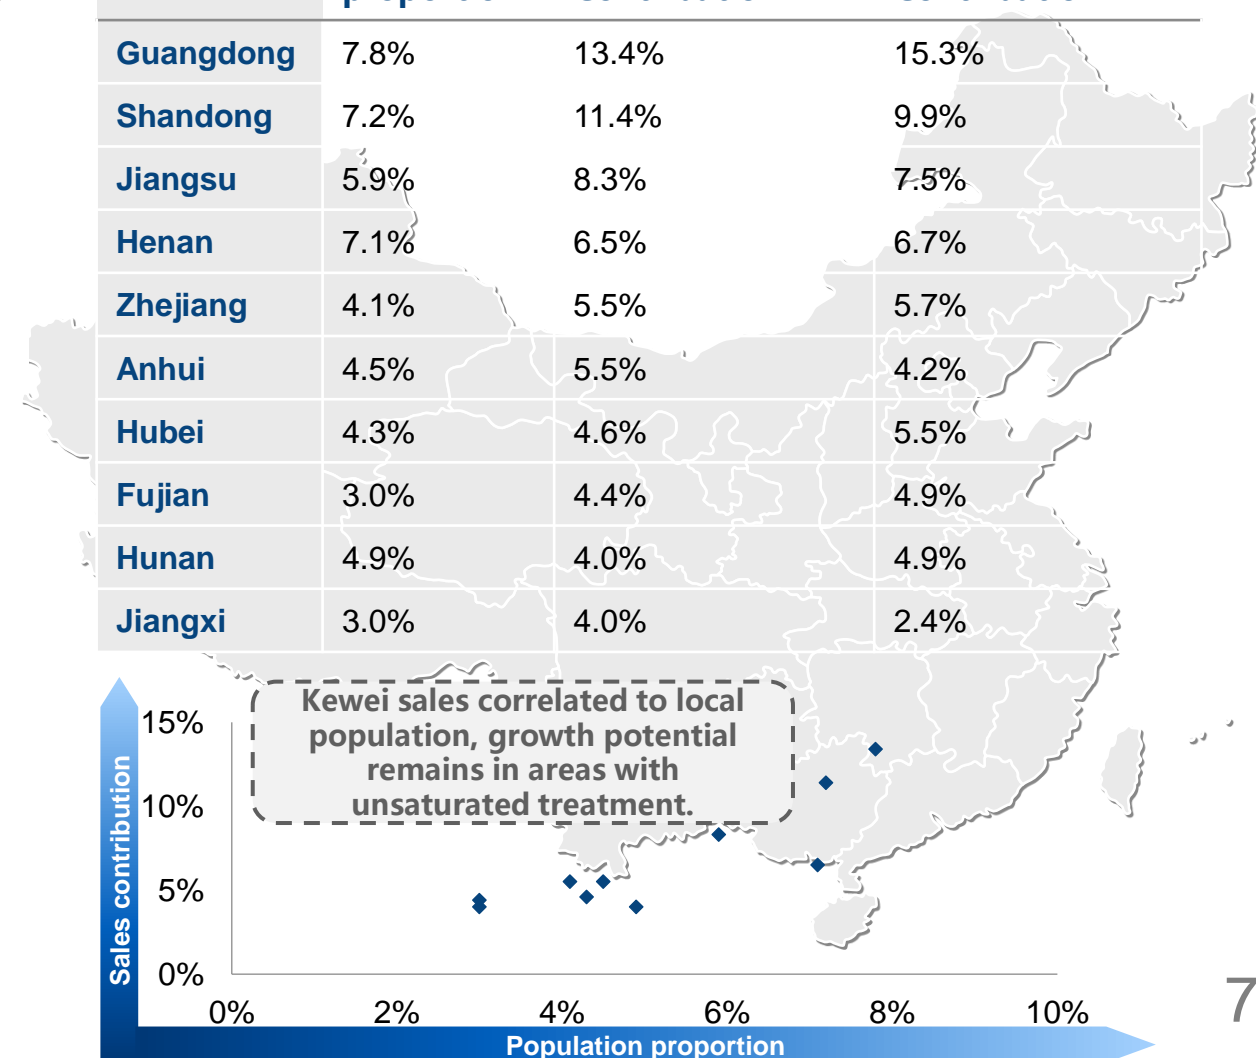 Guangdong 7.8% 13.4% 15.3%
Shandong 7.2% 11.4% 9.9%
Jiangsu 5.9% 8.3% 7.5%
Henan 7.1% 6.5% 6.7%
Zhejiang 4.1% 5.5% 5.7%
Anhui 4.5% 5.5% 4.2%
Hubei 4.3% 4.6% 5.5%
Fujian 3.0% 4.4% 4.9%
Hunan 4.9% 4.0% 4.9%
Jiangxi 3.0% 4.0% 2.4%
Kewei sales correlated to local
population, growth potential
remains in areas with
unsaturated treatment.
Sales contribution
15%
10%
5%
0%
0% 2% 4% 6% 8% 10%
Population proportion
7